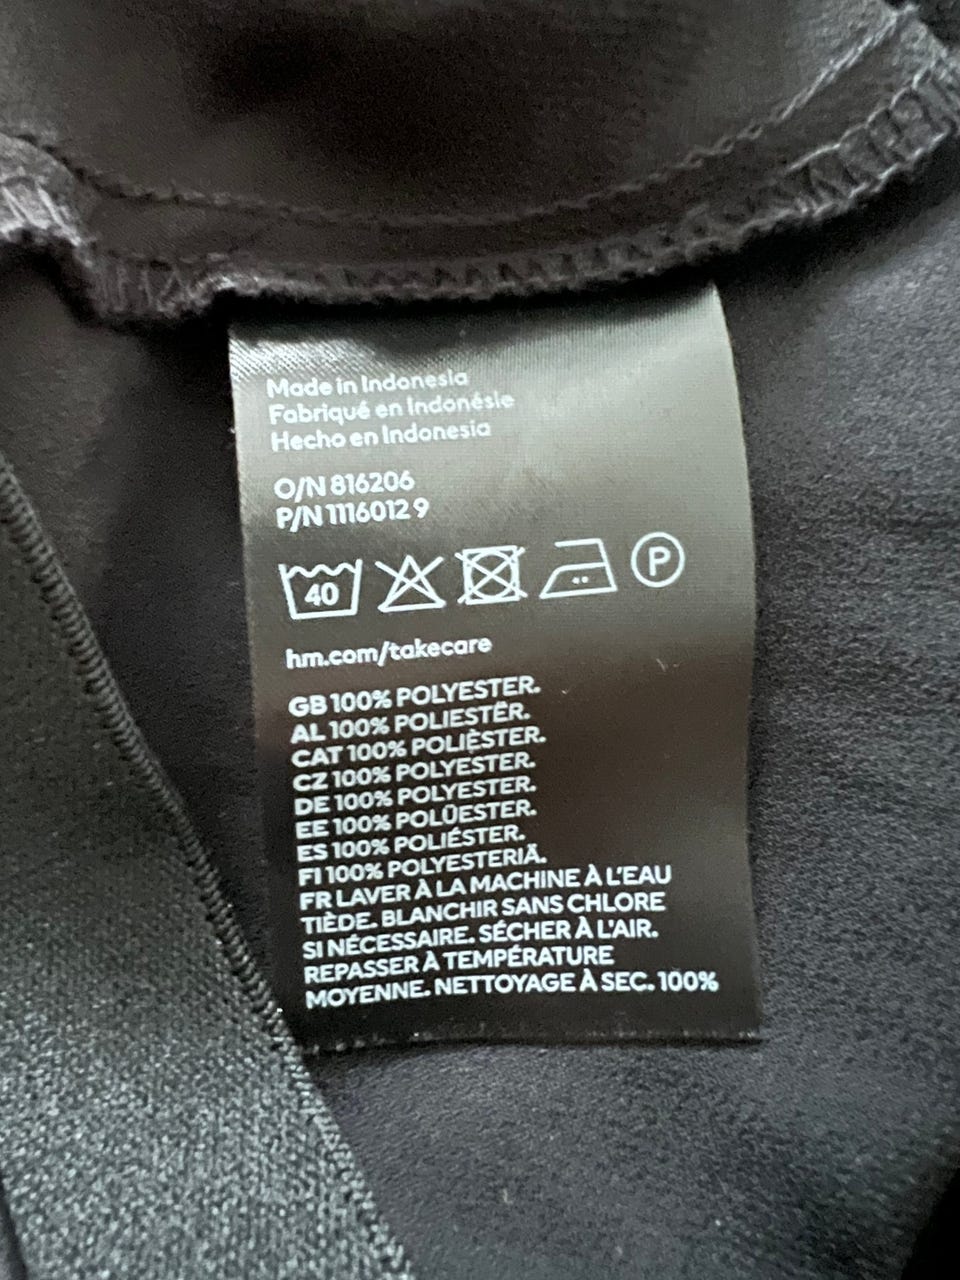 Made in Indonesia
Fabriqué en Indonésie
Hecho en Indonesia
O/N 816206
P/N 1116012 9
40 P
hm.com/takecare
GB 100% POLYESTER.
AL 100% POLIESTËR.
CAT 100% POLIÈSTER.
CZ 100% POLYESTER.
DE 100% POLYESTER.
EE 100% POLÜESTER.
ES 100% POLIÉSTER.
FI 100% POLYESTERIÄ.
FR LAVER À LA MACHINE À L'EAU
TIÈDE. BLANCHIR SANS CHLORE
SI NÉCESSAIRE. SÉCHER À L'AIR.
REPASSER À TEMPÉRATURE
MOYENNE. NETTOYAGE À SEC. 100%